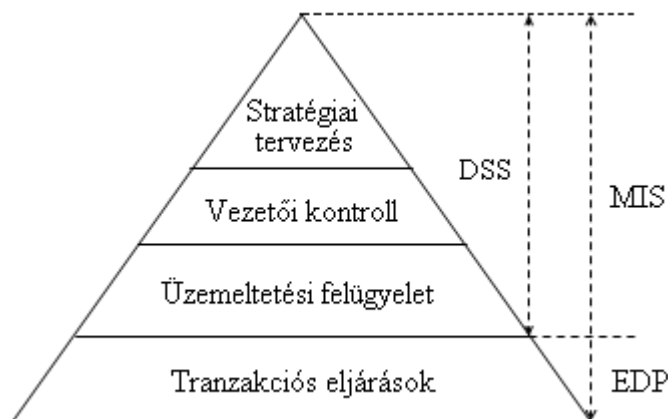 Stratégiai
tervezés
DSS
Vezetői kontroll
MIS
Üzemeltetési felügyelet
Tranzakciós eljárások
EDP